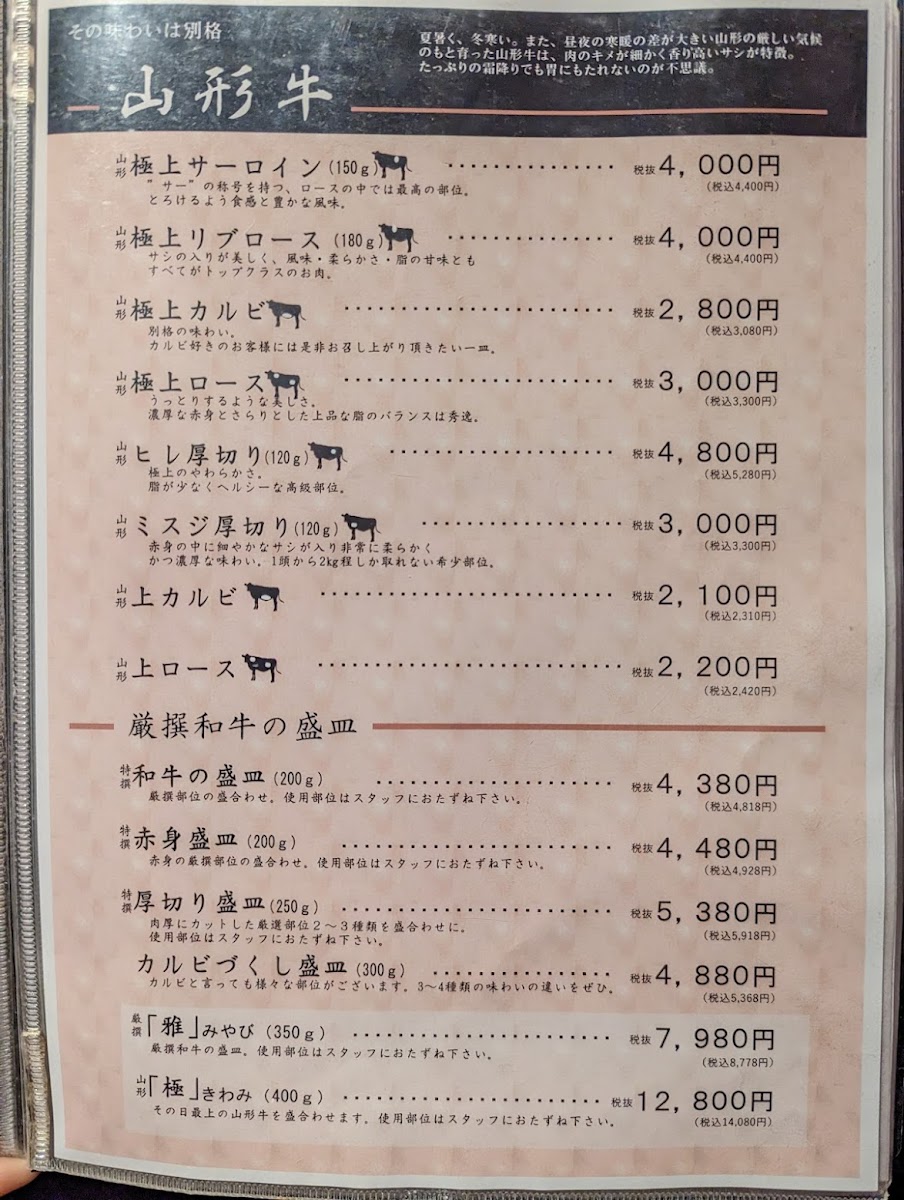 その味わいは別格
山形牛
夏暑く、冬寒い。また、昼夜の寒暖の差が大きい山形の厳しい気候
のもと育った山形牛は、肉のキメが細かく香り高いサシが特徴。
たっぷりの霜降りでも胃にもたれないのが不思議。
山形 極上サーロイン(150g) 税抜4,000円
(税込4,400円)
”サー”の称号を持つ、ロースの中では最高の部位。
とろけるよう食感と豊かな風味。
山形 極上リブロース(180g) 税抜4,000円
(税込4,400円)
サシの入りが美しく、風味・柔らかさ・脂の甘味とも
すべてがトップクラスのお肉。
山形 極上カルビ 税抜2,800円
(税込3,080円)
別格の味わい。
カルビ好きのお客様には是非お召し上がり頂きたい一皿。
山形 極上ロース 税抜3,000円
(税込3,300円)
うっとりするような美しさ。
濃厚な赤身とさらりとした上品な脂のバランスは秀逸。
山形 ヒレ厚切り(120g) 税抜4,800円
(税込5,280円)
極上のやわらかさ。
脂が少なくヘルシーな高級部位。
山形 ミスジ厚切り(120g) 税抜3,000円
(税込3,300円)
赤身の中に細やかなサシが入り非常に柔らかく
かつ濃厚な味わい。1頭から2kg程しか取れない希少部位。
山形 上カルビ 税抜2,100円
(税込2,310円)
山形 上ロース 税抜2,200円
(税込2,420円)
厳撰和牛の盛皿
特撰 和牛の盛皿(200g) 税抜4,380円
(税込4,818円)
厳撰部位の盛合わせ。使用部位はスタッフにおたずね下さい。
特撰 赤身盛皿(200g) 税抜4,480円
(税込4,928円)
赤身の厳撰部位の盛合わせ。使用部位はスタッフにおたずね下さい。
特撰 厚切り盛皿(250g) 税抜5,380円
(税込5,918円)
肉厚にカットした厳選部位2～3種類を盛合わせに。
使用部位はスタッフにおたずね下さい。
カルビづくし盛皿(300g) 税抜4,880円
(税込5,368円)
カルビと言っても様々な部位がございます。3～4種類の味わいの違いをぜひ。
厳撰「雅」みやび(350g) 税抜7,980円
(税込8,778円)
厳撰和牛の盛皿。使用部位はスタッフにおたずね下さい。
山形「極」きわみ(400g) 税抜12,800円
(税込14,080円)
その日最上の山形牛を盛合わせます。使用部位はスタッフにおたずね下さい。